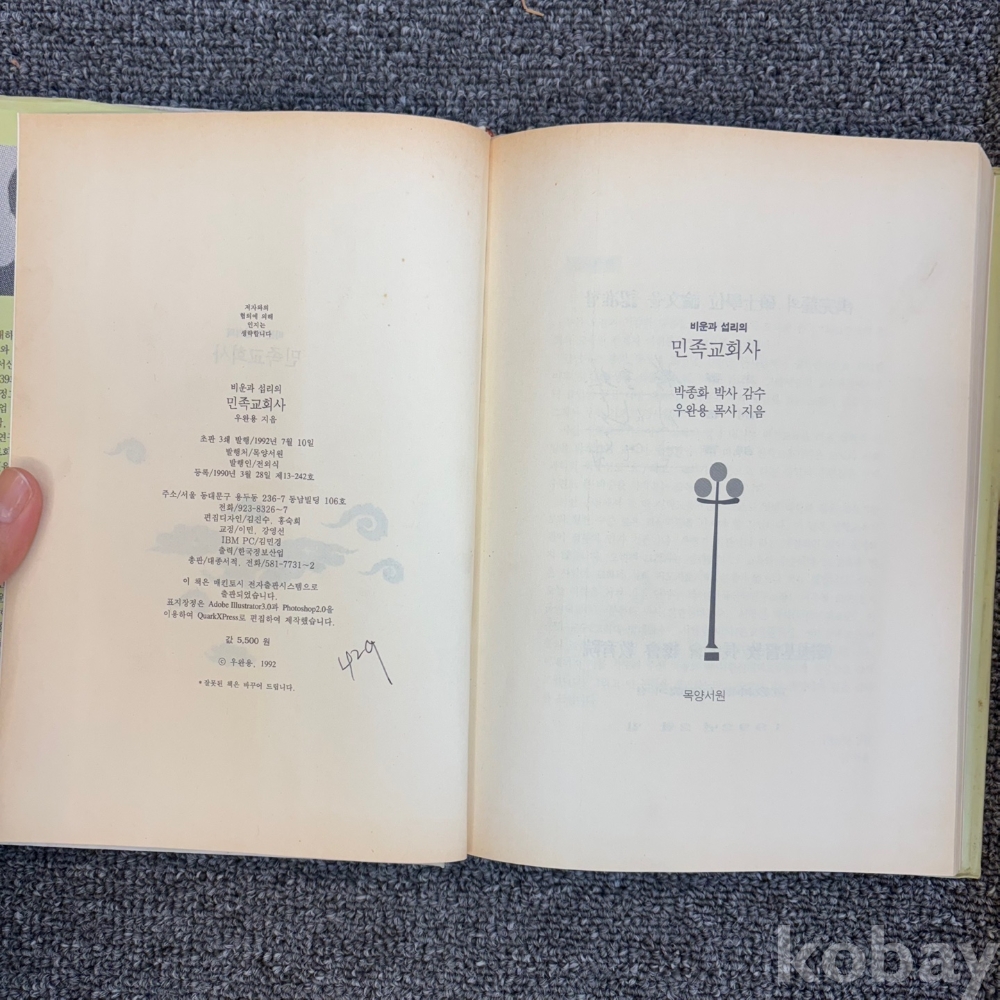 저자와의
협의에 의해
인지는
생략합니다
비운과 섭리의
민족교회사
우완용 지음
초판 3쇄 발행/1992년 7월 10일
발행처/목양서원
발행인/전외식
등록/1990년 3월 28일 제13-242호
주소/서울 동대문구 용두동 236-7 동남빌딩 106호
전화/923-8326~7
편집디자인/김진수, 홍숙희
교정/이민, 강영선
IBM PC/김민경
출력/한국정보산업
총판/대종서적, 전화/581-7731~2
이 책은 매킨토시 전자출판시스템으로
출판되었습니다.
표지장정은 Adobe Illustrator3.0과 Photoshop2.0을
이용하여 QuarkXPress로 편집하여 제작했습니다.
값 5,500 원
ⓒ 우완용, 1992
*잘못된 책은 바꾸어 드립니다.
429
비운과 섭리의
민족교회사
박종화 박사 감수
우완용 목사 지음
목양서원
kobay